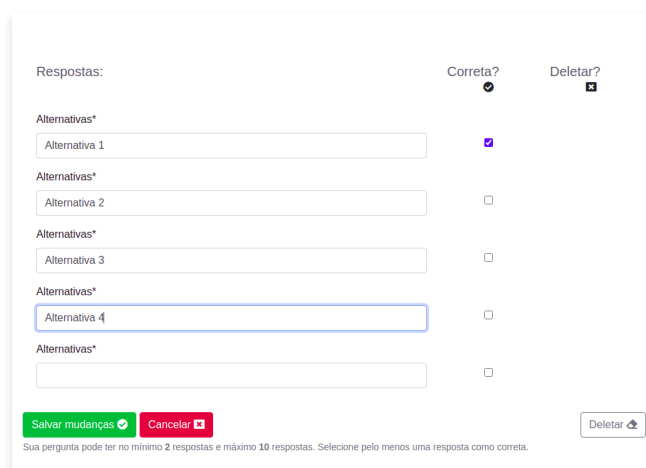 Respostas: Correta? Deletar?
Alternativas*
Alternativa 1
Alternativas*
Alternativa 2
Alternativas*
Alternativa 3
Alternativas*
Alternativa 4
Alternativas*
Salvar mudanças Cancelar Deletar
Sua pergunta pode ter no mínimo 2 respostas e máximo 10 respostas. Selecione pelo menos uma resposta como correta.